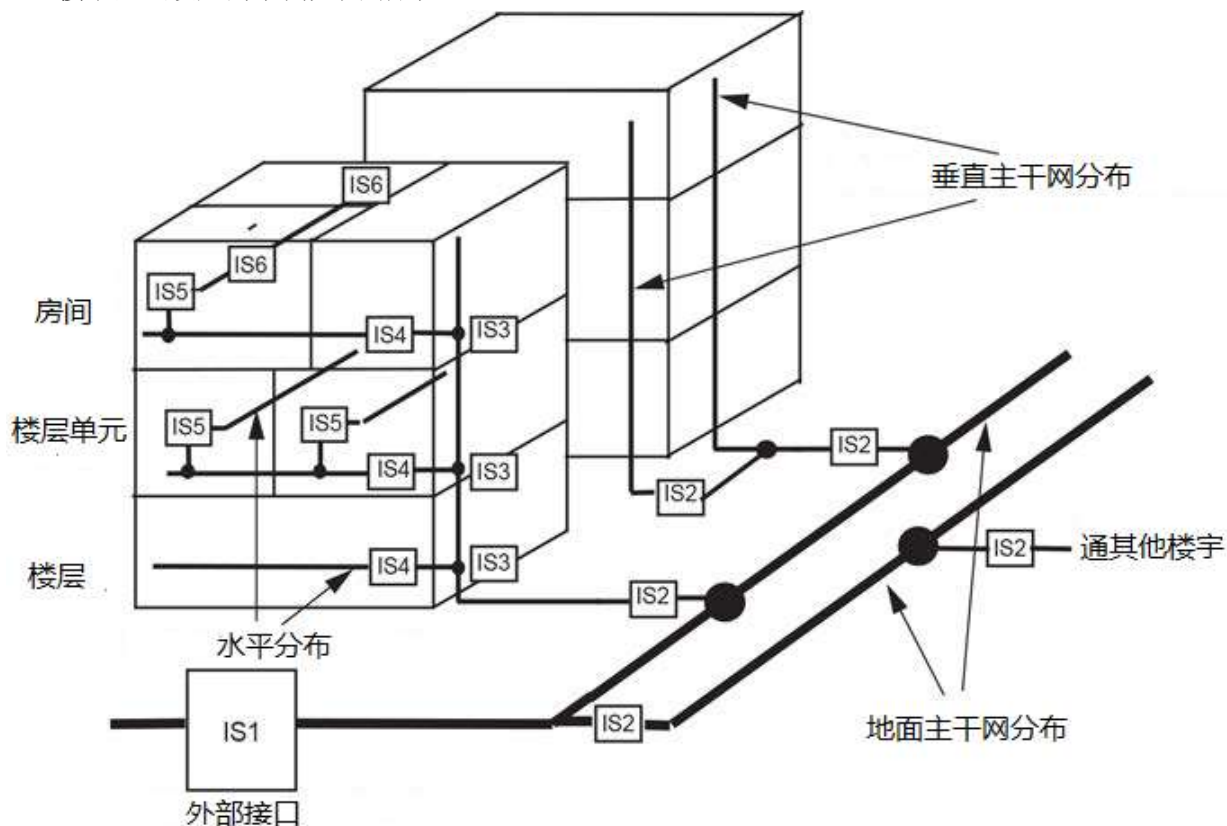 垂直主干网分布
IS6
IS6
IS5
房间
IS4
IS3
IS5
IS5
楼层单元
IS4
IS3
IS2
IS2
IS2
通其他楼宇
楼层
IS4
IS3
IS2
水平分布
IS1
IS2
地面主干网分布
外部接口